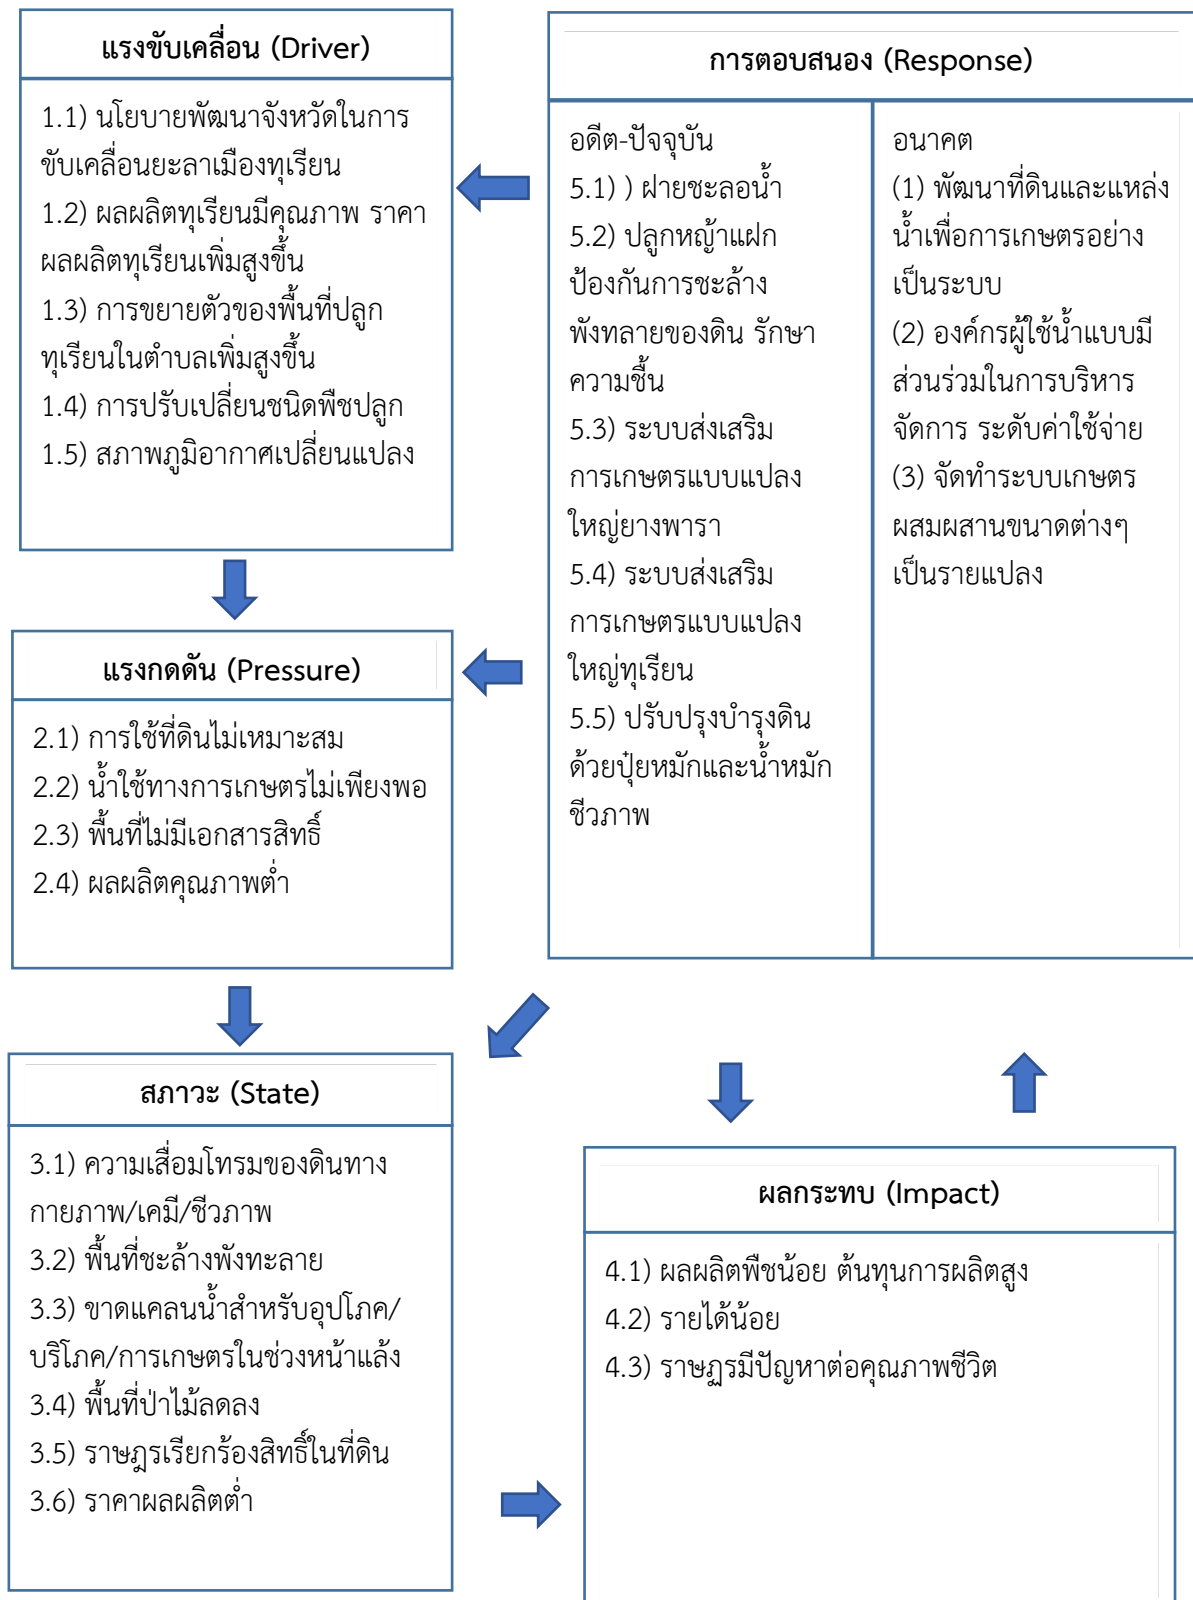 แรงขับเคลื่อน (Driver)
1.1) นโยบายพัฒนาจังหวัดในการ
ขับเคลื่อนยะลาเมืองทุเรียน
1.2) ผลผลิตทุเรียนมีคุณภาพ ราคา
ผลผลิตทุเรียนเพิ่มสูงขึ้น
1.3) การขยายตัวของพื้นที่ปลูก
ทุเรียนในตำบลเพิ่มสูงขึ้น
1.4) การปรับเปลี่ยนชนิดพืชปลูก
1.5) สภาพภูมิอากาศเปลี่ยนแปลง
การตอบสนอง (Response)
อดีต-ปัจจุบัน
5.1) ) ฝายชะลอน้ำ
5.2) ปลูกหญ้าแฝก
ป้องกันการชะล้าง
พังทลายของดิน รักษา
ความชื้น
5.3) ระบบส่งเสริม
การเกษตรแบบแปลง
ใหญ่ยางพารา
5.4) ระบบส่งเสริม
การเกษตรแบบแปลง
ใหญ่ทุเรียน
5.5) ปรับปรุงบำรุงดิน
ด้วยปุ๋ยหมักและน้ำหมัก
ชีวภาพ
อนาคต
(1) พัฒนาที่ดินและแหล่ง
น้ำเพื่อการเกษตรอย่าง
เป็นระบบ
(2) องค์กรผู้ใช้น้ำแบบมี
ส่วนร่วมในการบริหาร
จัดการ ระดับค่าใช้จ่าย
(3) จัดทำระบบเกษตร
ผสมผสานขนาดต่างๆ
เป็นรายแปลง
แรงกดดัน (Pressure)
2.1) การใช้ที่ดินไม่เหมาะสม
2.2) น้ำใช้ทางการเกษตรไม่เพียงพอ
2.3) พื้นที่ไม่มีเอกสารสิทธิ์
2.4) ผลผลิตคุณภาพต่ำ
สภาวะ (State)
3.1) ความเสื่อมโทรมของดินทาง
กายภาพ/เคมี/ชีวภาพ
3.2) พื้นที่ชะล้างพังทะลาย
3.3) ขาดแคลนน้ำสำหรับอุปโภค/
บริโภค/การเกษตรในช่วงหน้าแล้ง
3.4) พื้นที่ป่าไม้ลดลง
3.5) ราษฎรเรียกร้องสิทธิ์ในที่ดิน
3.6) ราคาผลผลิตต่ำ
ผลกระทบ (Impact)
4.1) ผลผลิตพืชน้อย ต้นทุนการผลิตสูง
4.2) รายได้น้อย
4.3) ราษฏรมีปัญหาต่อคุณภาพชีวิต